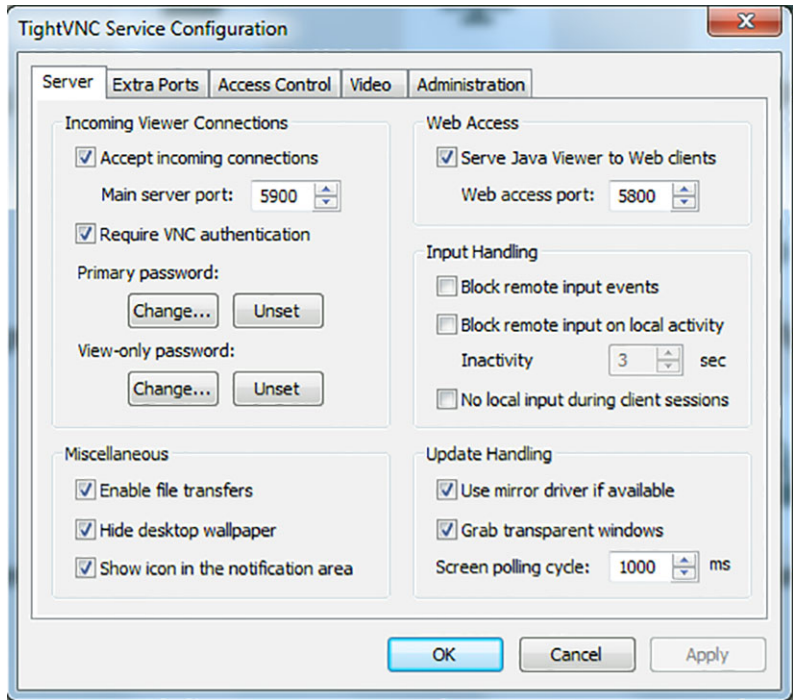 TightVNC Service Configuration
Server Extra Ports Access Control Video Administration
Incoming Viewer Connections
Accept incoming connections
Main server port: 5900
Require VNC authentication
Primary password:
Change... Unset
View-only password:
Change... Unset
Miscellaneous
Enable file transfers
Hide desktop wallpaper
Show icon in the notification area
Web Access
Serve Java Viewer to Web clients
Web access port: 5800
Input Handling
Block remote input events
Block remote input on local activity
Inactivity 3 sec
No local input during client sessions
Update Handling
Use mirror driver if available
Grab transparent windows
Screen polling cycle: 1000 ms
OK Cancel Apply